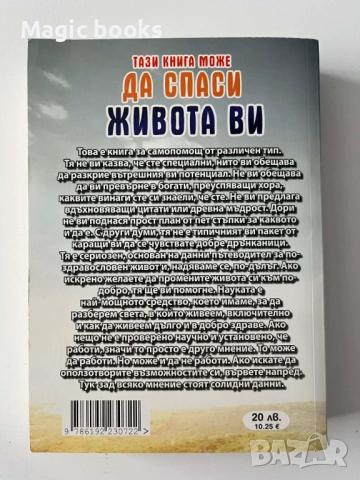 Magic books
ТАЗИ КНИГА МОЖЕ
ДА СПАСИ
ЖИВОТА ВИ
Това е книга за самопомощ от различен тип.
Тя не ви казва, че сте специални, нито ви обещава
да разкрие вътрешния ви потенциал. Не ви обещава
да ви превърне в богати, преуспяващи хора,
каквите винаги сте си знаели, че сте. Не ви предлага
вдъхновяващи цитати или древна мъдрост. Дори
не ви поднася прост план от пет стъпки за каквото
и да е. С други думи, тя не е типичният ви пакет от
каращи ви да се чувствате добре дрънканици.
Тя е сериозен, основан на данни пътеводител за по-
здравословен живот и, надяваме се, по-дълъг. Ако
искрено желаете да промените живота си към по-
добро, тя ще ви помогне. Науката е
най-мощното средство, което имаме, за да
разберем света, в който живеем, включително
и как да живеем дълго и в добро здраве. Ако
нещо не е проверено научно и установено, че
работи, значи то просто е друго мнение. То може
да работи. Но може и да не работи. Ако искате да
оползотворите възможностите си, вървете напред.
Тук зад всяко мнение стоят солидни данни.
9 786192 230722 >
20 лв.
10.25 €
bazar